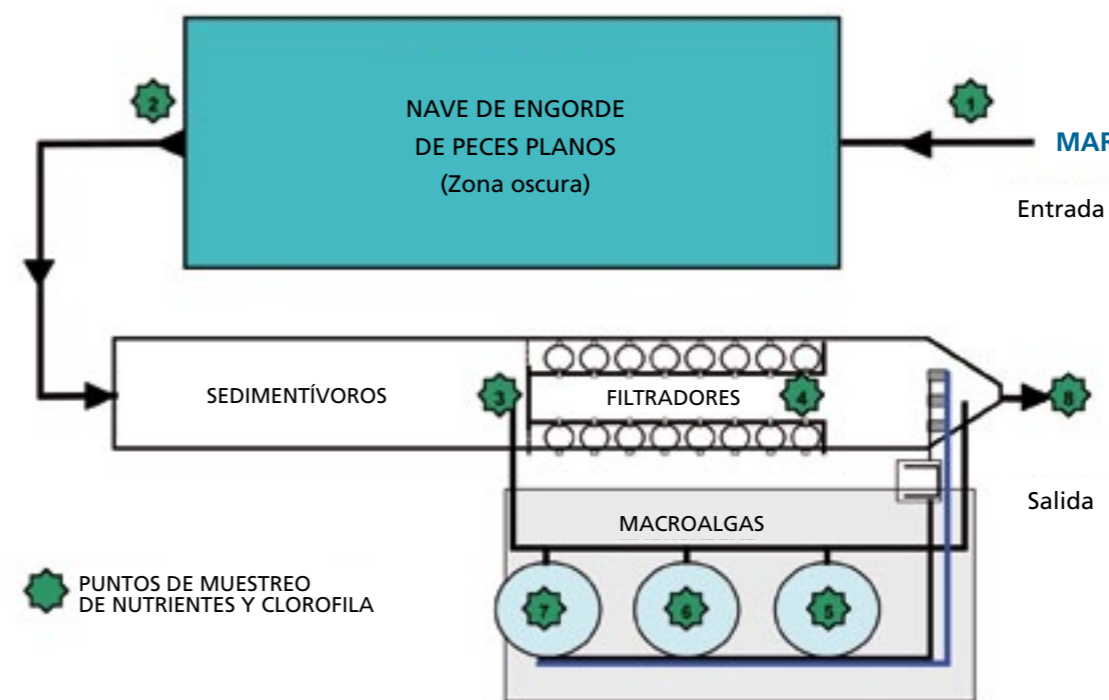 NAVE DE ENGORDE
DE PECES PLANOS
(Zona oscura)
2
1
MAR
Entrada
SEDIMENTÍVOROS
3
FILTRADORES
4
8
Salida
MACROALGAS
7
6
5
PUNTOS DE MUESTREO
DE NUTRIENTES Y CLOROFILA